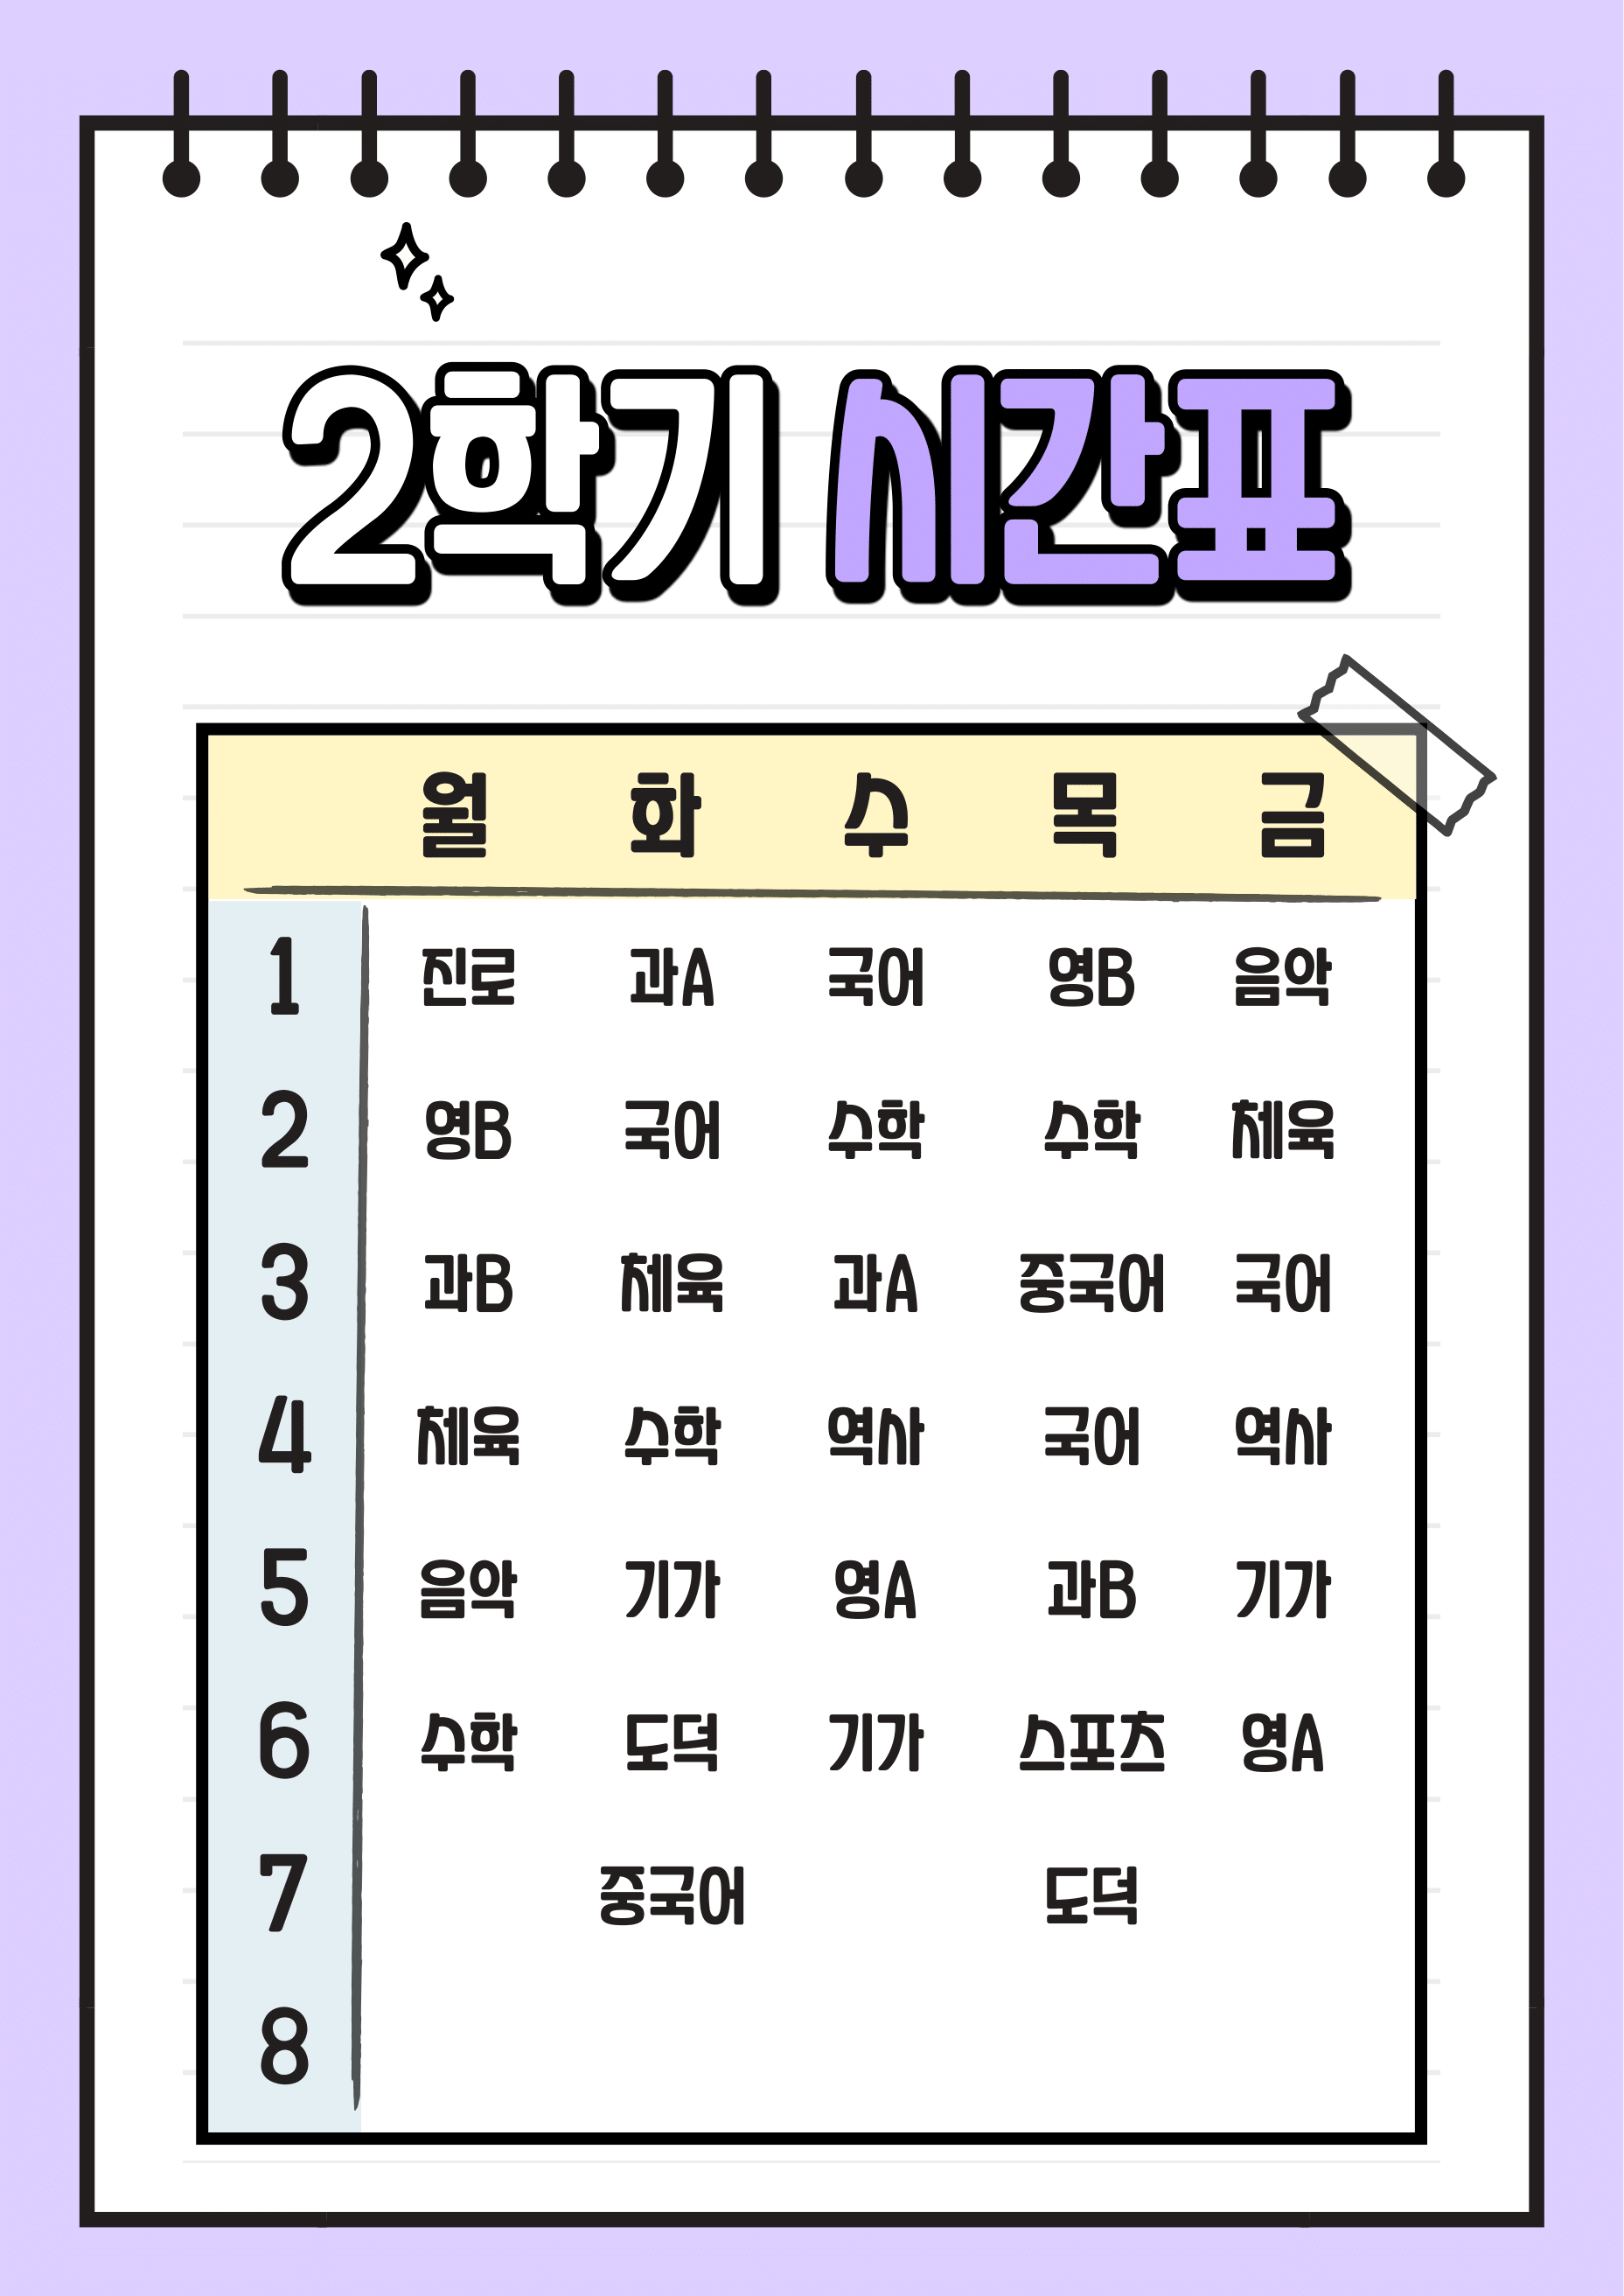 2학기 시간표
월 화 수 목 금
1 진로 과A 국어 영B 음악
2 영B 국어 수학 수학 체육
3 과B 체육 과A 중국어 국어
4 체육 수학 역사 국어 역사
5 음악 기가 영A 과B 기가
6 수학 도덕 기가 스포츠 영A
7 중국어 도덕
8